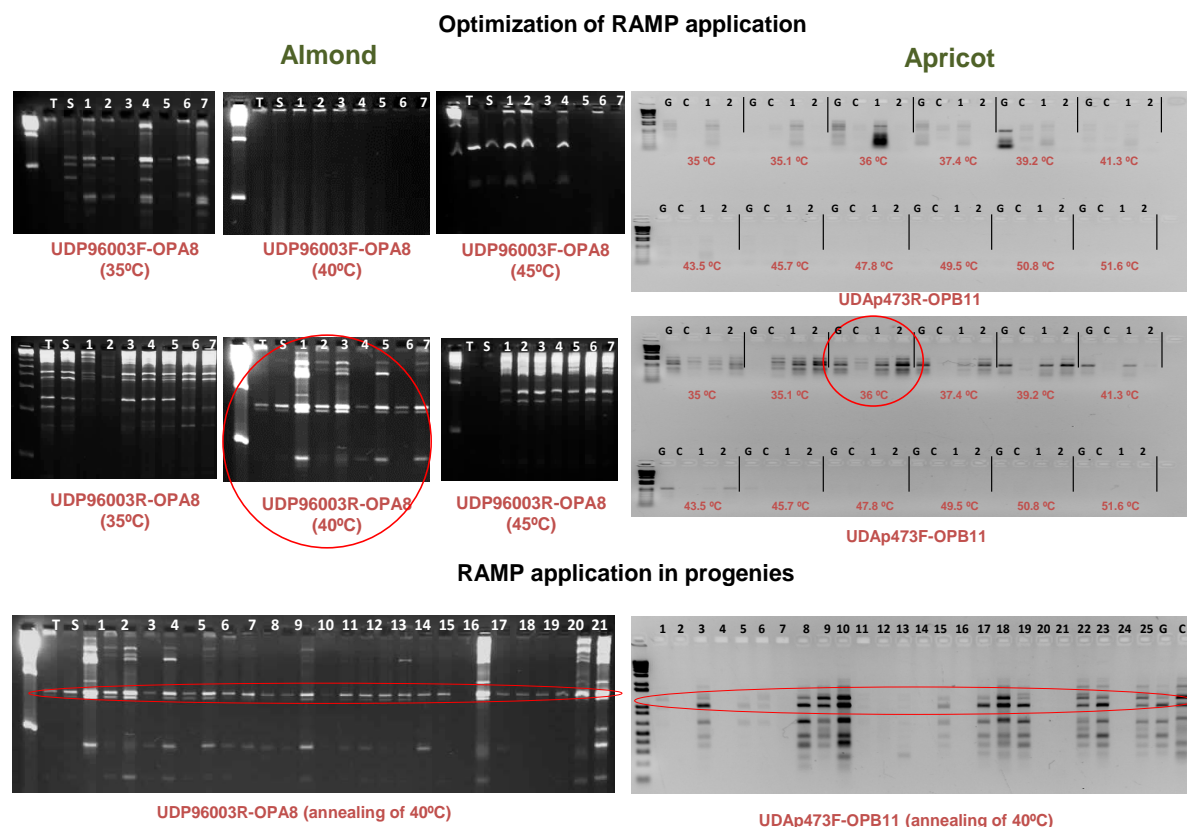 Optimization of RAMP application
Almond
Apricot
T S 1 2 3 4 5 6 7
T S 1 2 3 4 5 6 7
T S 1 2 3 4 5 6 7
UDP96003F-OPA8
(35ºC)
UDP96003F-OPA8
(40ºC)
UDP96003F-OPA8
(45ºC)
G C 1 2 G C 1 2 G C 1 2 G C 1 2 G C 1 2 G C 1 2
35 ºC 35.1 ºC 36 ºC 37.4 ºC 39.2 ºC 41.3 ºC
G C 1 2 G C 1 2 G C 1 2 G C 1 2 G C 1 2 G C 1 2
43.5 ºC 45.7 ºC 47.8 ºC 49.5 ºC 50.8 ºC 51.6 ºC
UDAp473R-OPB11
T S 1 2 3 4 5 6 7
T S 1 2 3 4 5 6 7
T S 1 2 3 4 5 6 7
UDP96003R-OPA8
(35ºC)
UDP96003R-OPA8
(40ºC)
UDP96003R-OPA8
(45ºC)
G C 1 2 G C 1 2 G C 1 2 G C 1 2 G C 1 2 G C 1 2
35 ºC 35.1 ºC 36 ºC 37.4 ºC 39.2 ºC 41.3 ºC
G C 1 2 G C 1 2 G C 1 2 G C 1 2 G C 1 2 G C 1 2
43.5 ºC 45.7 ºC 47.8 ºC 49.5 ºC 50.8 ºC 51.6 ºC
UDAp473F-OPB11
RAMP application in progenies
T S 1 2 3 4 5 6 7 8 9 10 11 12 13 14 15 16 17 18 19 20 21
UDP96003R-OPA8 (annealing of 40ºC)
1 2 3 4 5 6 7 8 9 10 11 12 13 14 15 16 17 18 19 20 21 22 23 24 25 G C
UDAp473F-OPB11 (annealing of 40ºC)